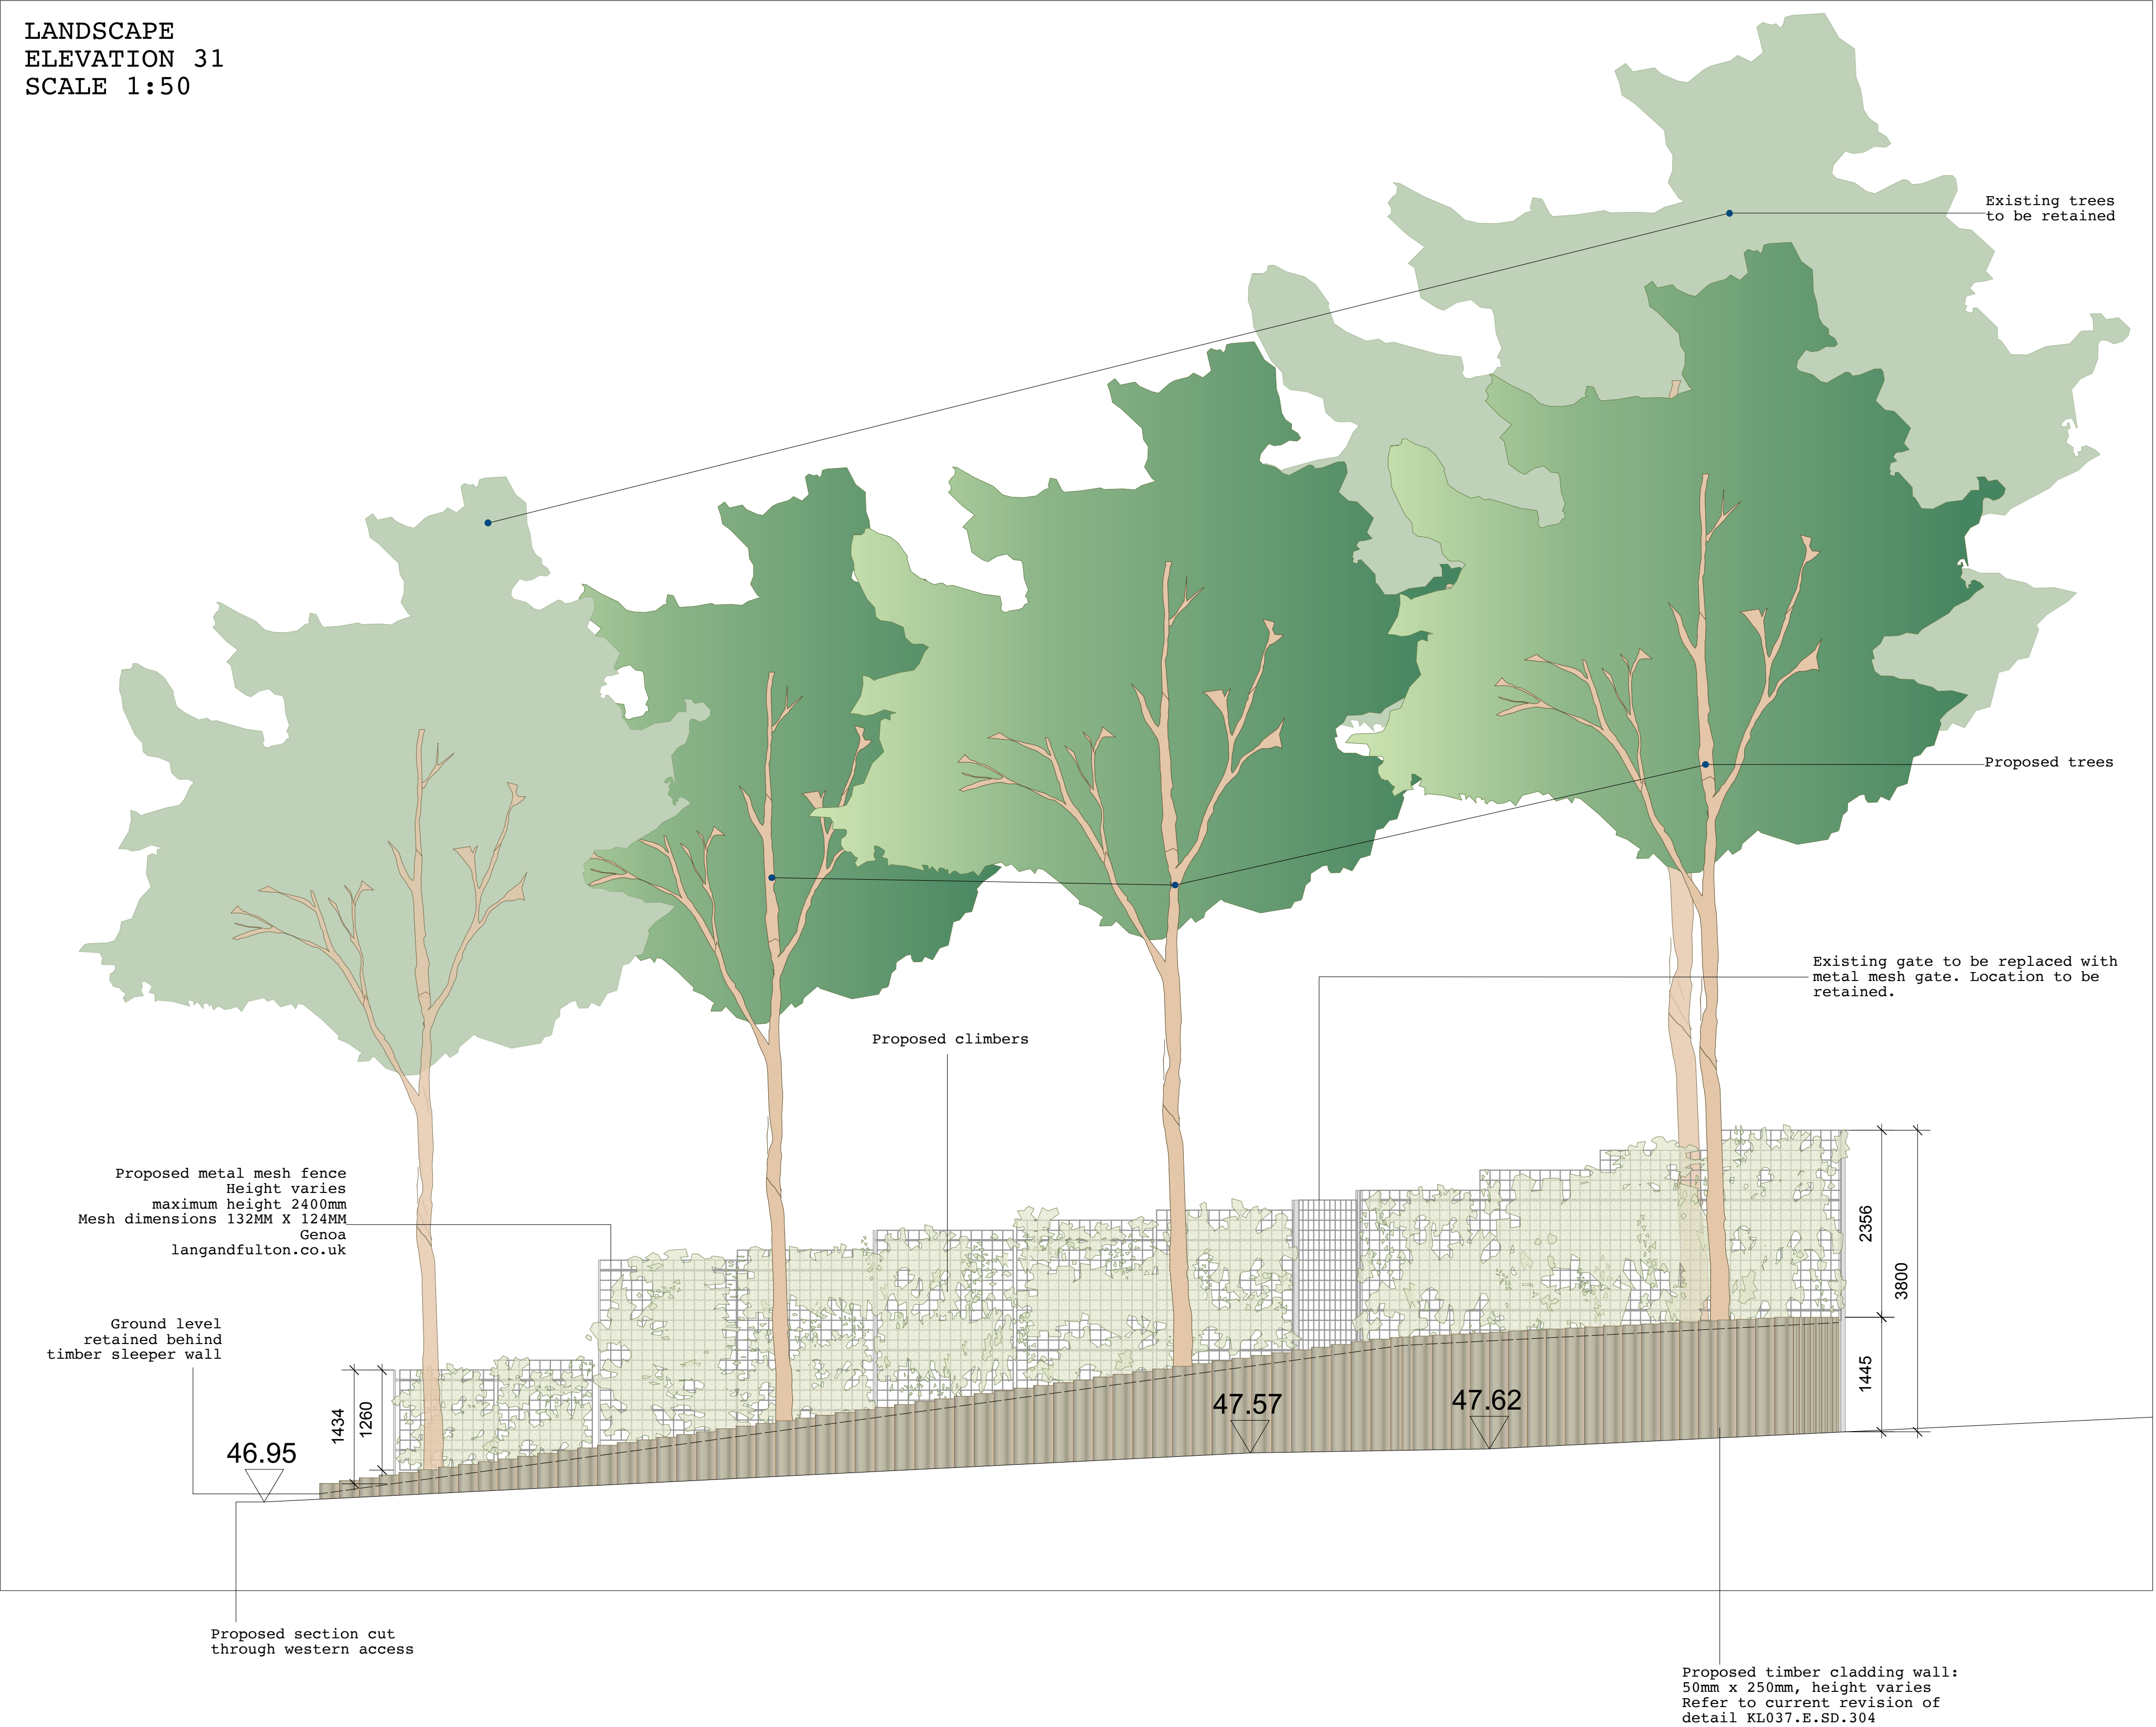 LANDSCAPE
ELEVATION 31
SCALE 1:50
Existing trees
to be retained
Proposed trees
Existing gate to be replaced with
metal mesh gate. Location to be
retained.
Proposed climbers
Proposed metal mesh fence
Height varies
maximum height 2400mm
Mesh dimensions 132MM X 124MM
Genoa
langandfulton.co.uk
Ground level
retained behind
timber sleeper wall
1434
1260
46.95
47.57
47.62
2356
3800
1445
Proposed section cut
through western access
Proposed timber cladding wall:
50mm x 250mm, height varies
Refer to current revision of
detail KL037.E.SD.304